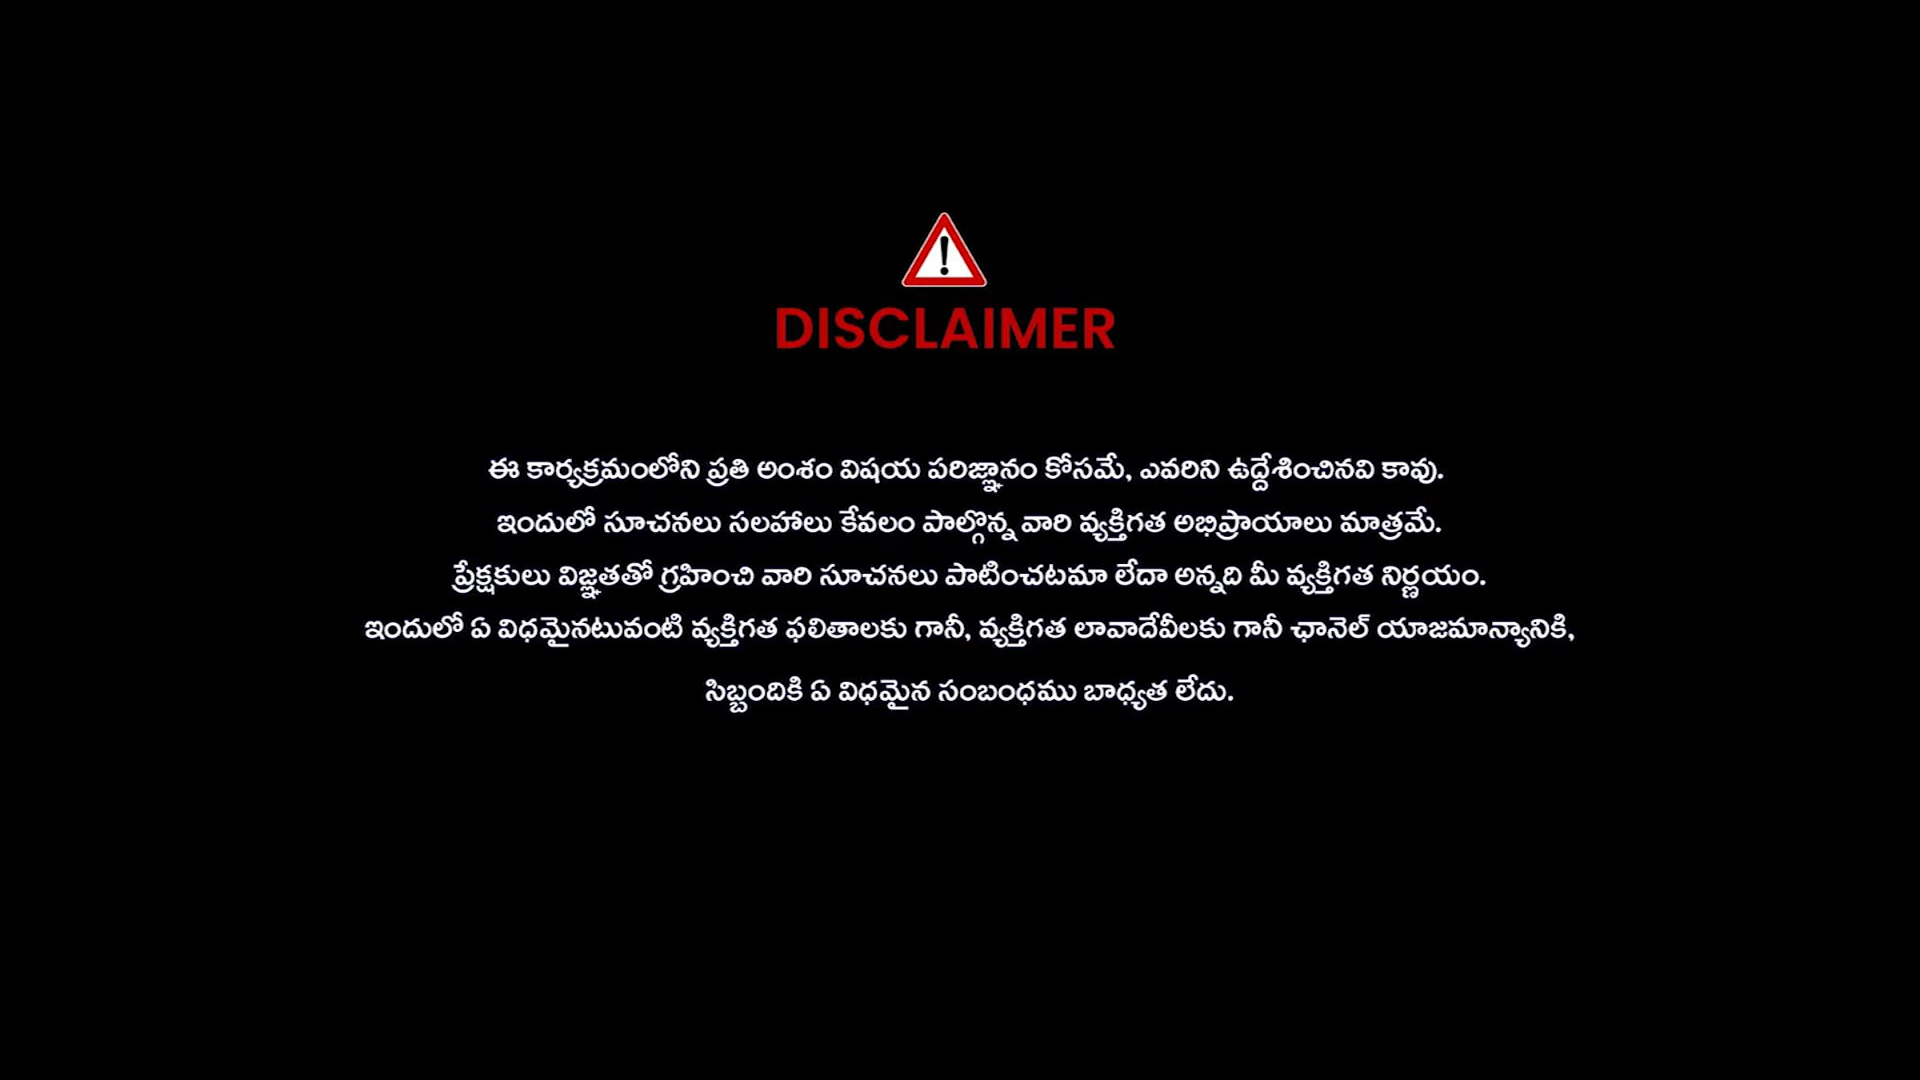 DISCLAIMER
ఈ కార్యక్రమంలోని ప్రతి అంశం విషయ పరిజ్ఞానం కోసమే, ఎవరిని ఉద్దేశించినవి కావు.
ఇందులో సూచనలు సలహాలు కేవలం పాల్గొన్న వారి వ్యక్తిగత అభిప్రాయాలు మాత్రమే.
ప్రేక్షకులు విజ్ఞతతో గ్రహించి వారి సూచనలు పాటించటమా లేదా అన్నది మీ వ్యక్తిగత నిర్ణయం.
ఇందులో ఏ విధమైనటువంటి వ్యక్తిగత ఫలితాలకు గానీ, వ్యక్తిగత లావాదేవీలకు గానీ ఛానెల్ యాజమాన్యానికి,
సిబ్బందికి ఏ విధమైన సంబంధము బాధ్యత లేదు.